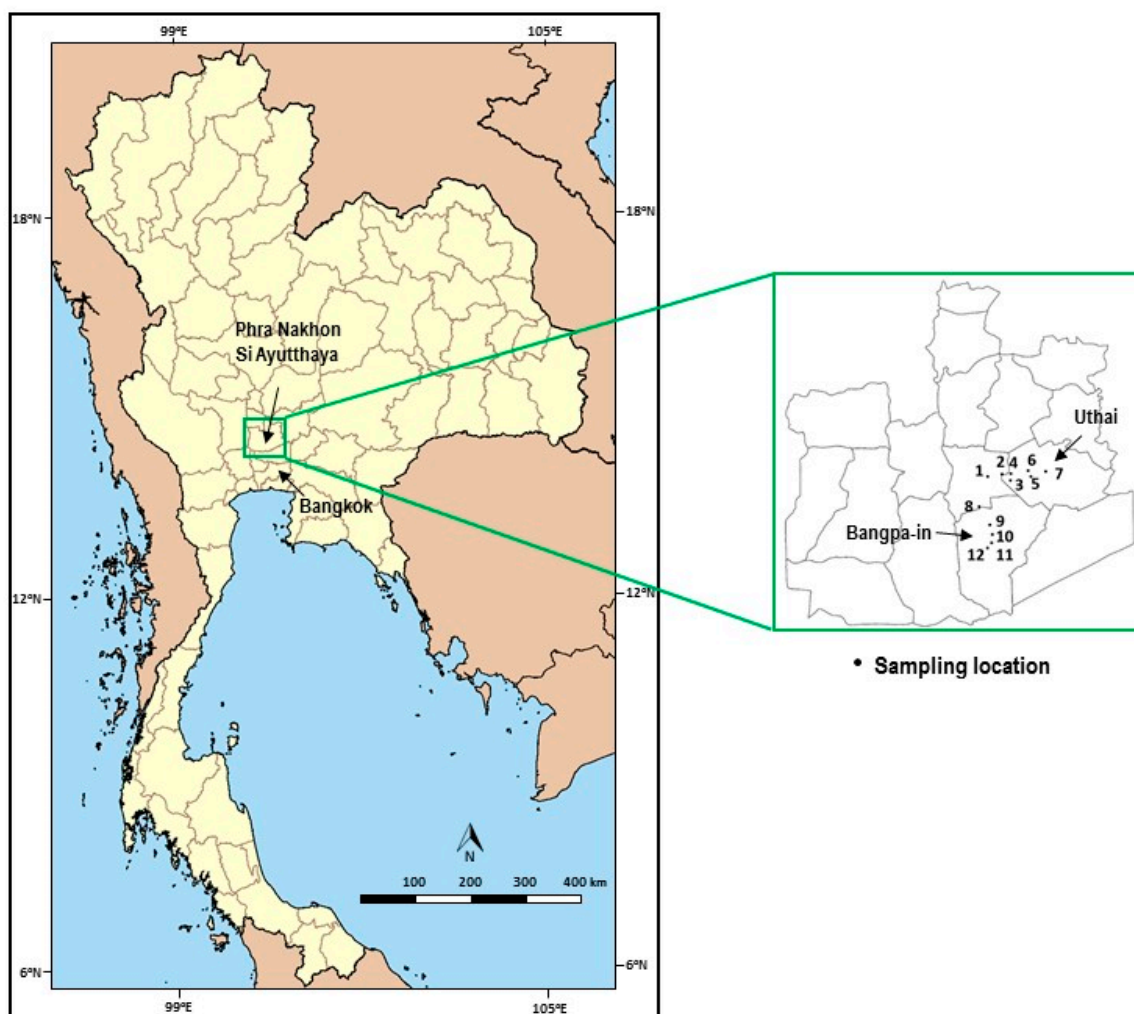 99°E
105°E
18°N
18°N
Phra Nakhon
Si Ayutthaya
Bangkok
12°N
12°N
N
100 200 300 400 km
6°N
6°N
99°E
105°E
Uthai
1 2 4 6
3 5 7
8
9
Bangpa-in
10
12 11
• Sampling location